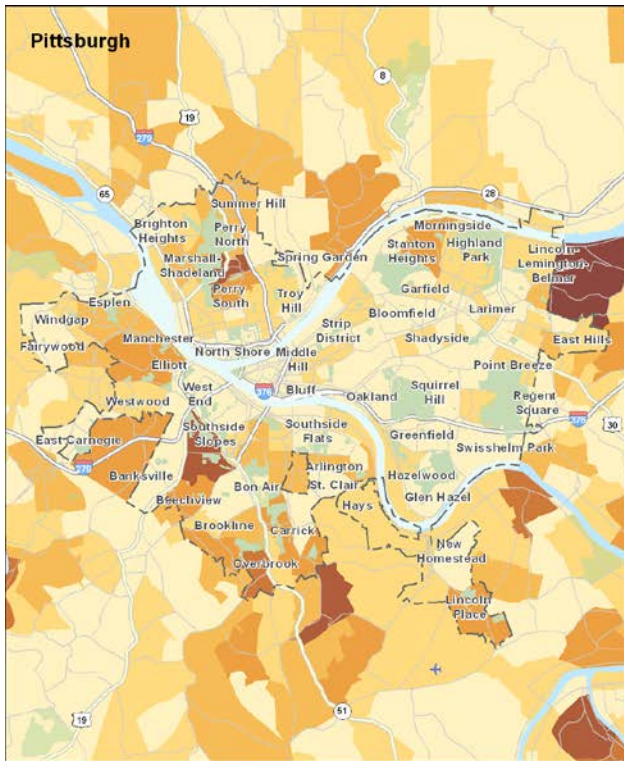 Pittsburgh
8
19
279
65
28
Summer Hill
Brighton
Heights
Perry
North
Morningside
Marshall-
Shadeland
Spring Garden
Stanton
Heights
Highland
Park
Lincoln-
Lemington-
Belmar
Perry
South
Troy
Hill
Garfield
Esplen
Bloomfield
Larimer
Windgap
Strip
District
Shadyside
Fairywood
Manchester
East Hills
North Shore
Middle
Hill
Elliott
Point Breeze
West
End
376
Bluff
Oakland
Squirrel
Hill
Westwood
Regent
Square
376
30
East Carnegie
Southside
Slopes
Southside
Flats
Greenfield
Swisshelm Park
279
Banksville
Arlington
St. Clair
Hazelwood
Bon Air
Beechview
Hays
Glen Hazel
Brookline
Carrick
New
Homestead
Overbrook
Lincoln
Place
51
19